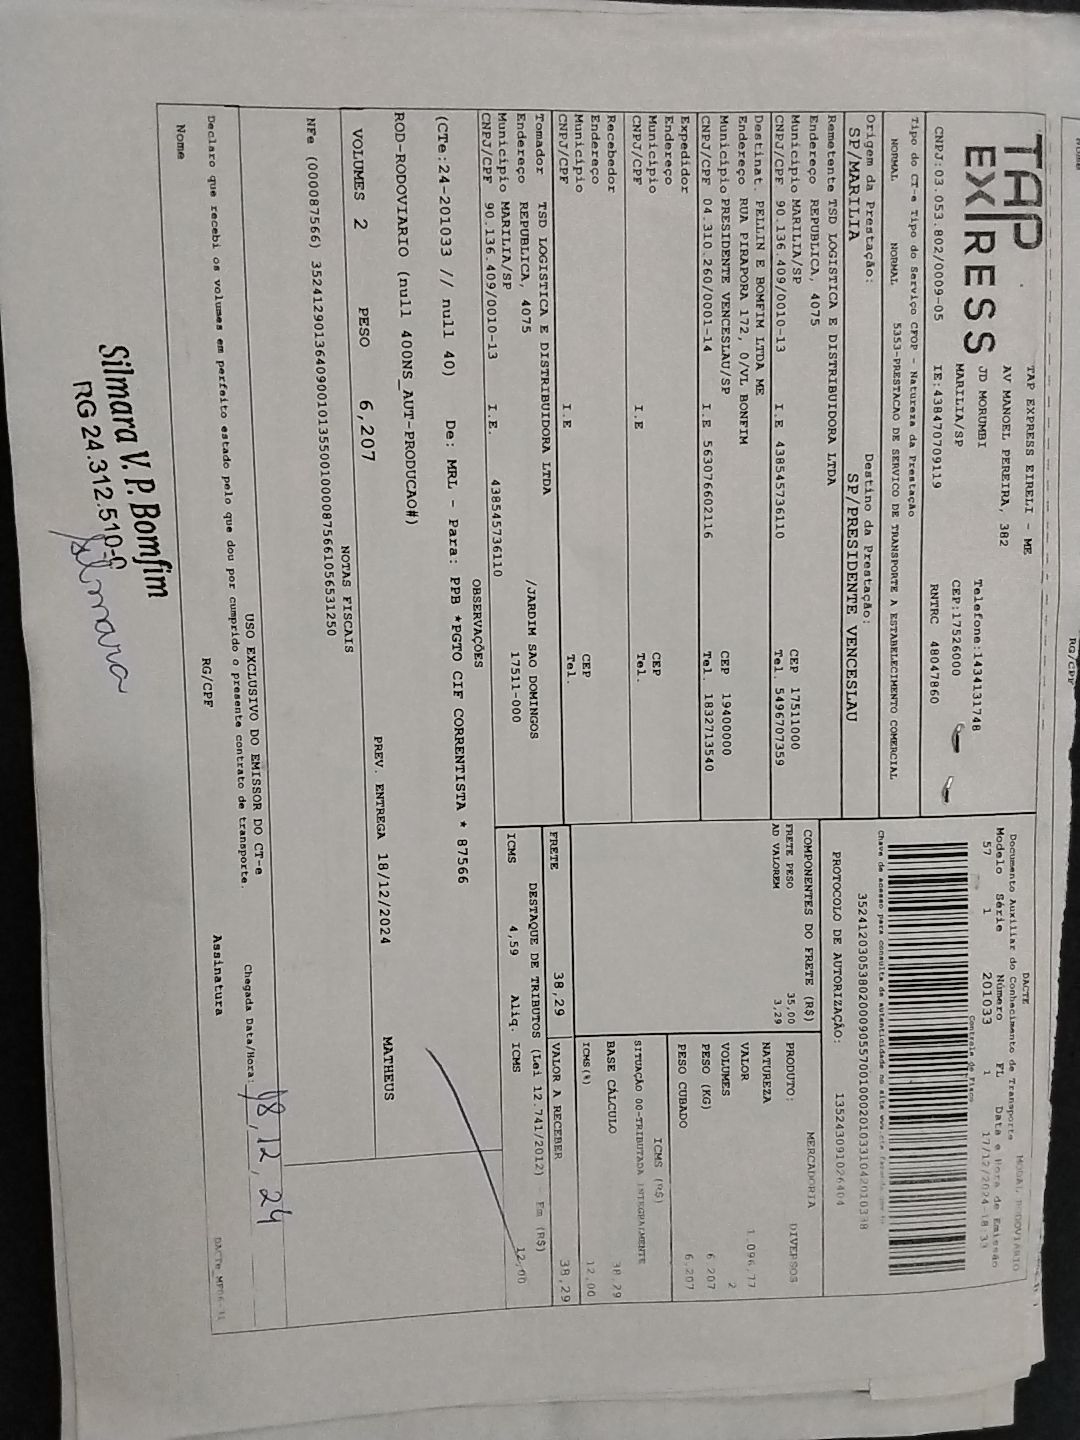 TAP
EXPRESS
TAP EXPRESS EIRELI - ME
AV MANOEL PEREIRA, 382
JD MORUMBI Telefone:1434131748
MARILIA/SP CEP:17526000
CNPJ:03.053.802/0009-05 IE:438470709119 RNTRC 48047860
Tipo do CT-e Tipo do Serviço CFOP - Natureza da Prestação
NORMAL NORMAL 5353-PRESTACAO DE SERVICO DE TRANSPORTE A ESTABELECIMENTO COMERCIAL
Origem da Prestação: Destino da Prestação:
SP/MARILIA SP/PRESIDENTE VENCESLAU
Remetente TSD LOGISTICA E DISTRIBUIDORA LTDA
Endereço REPUBLICA, 4075
Municipio MARILIA/SP CEP 17511000
CNPJ/CPF 90.136.409/0010-13 I.E 438545736110 Tel. 5496707359
Destinat. PELLIN E BOMFIM LTDA ME
Endereço RUA PIRAPORA 172, 0/VL BONFIM
Municipio PRESIDENTE VENCESLAU/SP CEP 19400000
CNPJ/CPF 04.310.260/0001-14 I.E 563076602116 Tel. 1832713540
Expedidor
Endereço
Municipio CEP
CNPJ/CPF I.E Tel.
Recebedor
Endereço
Municipio CEP
CNPJ/CPF I.E Tel.
Tomador TSD LOGISTICA E DISTRIBUIDORA LTDA
Endereço REPUBLICA, 4075 /JARDIM SAO DOMINGOS
Municipio MARILIA/SP 17511-000
CNPJ/CPF 90.136.409/0010-13 I.E. 438545736110
DACTE
Documento Auxiliar do Conhecimento de Transporte MODAL RODOVIARIO
Modelo Série Número FL Data e Hora de Emissão
57 1 201033 1 17/12/2024-18:33
Controle do Fisco
Chave de acesso para consulta de autenticidade no site
35241203053802000905570010002010331042010338
PROTOCOLO DE AUTORIZAÇÃO: 135243091026404
COMPONENTES DO FRETE (R$)
FRETE PESO 35,00
AD VALOREM 3,29
MERCADORIA
PRODUTO: DIVERSOS
NATUREZA
VALOR 1.096,77
VOLUMES 2
PESO (KG) 6,207
PESO CUBADO 6,207
ICMS (R$)
SITUAÇÃO 00-TRIBUTADA INTEGRALMENTE
BASE CÁLCULO 38,29
ICMS(%) 12,00
FRETE 38,29 VALOR A RECEBER 38,29
DESTAQUE DE TRIBUTOS (Lei 12.741/2012) - Em (R$)
ICMS 4,59 Aliq. ICMS 12,00
OBSERVAÇÕES
(CTe:24-201033 // null 40) De: MRL - Para: PPB *PGTO CIF CORRENTISTA * 87566
ROD-RODOVIARIO (null 400NS_AUT-PRODUCAO#)
VOLUMES 2 PESO 6,207 PREV. ENTREGA 18/12/2024 MATHEUS
NOTAS FISCAIS
NFe (000087566) 35241290136409001013550010000875661056531250
USO EXCLUSIVO DO EMISSOR DO CT-e
Declaro que recebi os volumes em perfeito estado pelo que dou por cumprido o presente contrato de transporte. Chegada Data/Hora: 18,12,24
Nome RG/CPF Assinatura
Silmara V. P. Bomfim
RG 24.312.510-
Silmara
RG/CPF